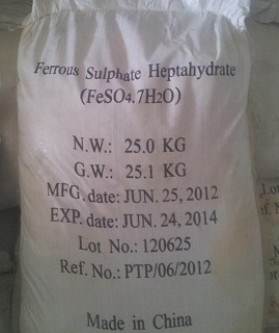 Ferrous Sulphate Heptahydrate
(FeSO4.7H2O)
N.W.: 25.0 KG
G.W.: 25.1 KG
MFG. date: JUN. 25, 2012
EXP. date: JUN. 24, 2014
Lot No.: 120625
Ref. No.: PTP/06/2012
Made in China